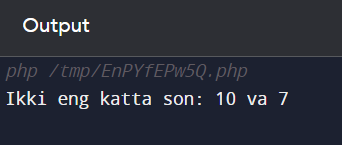 Output
php /tmp/EnPYfEPw5Q.php
Ikki eng katta son: 10 va 7